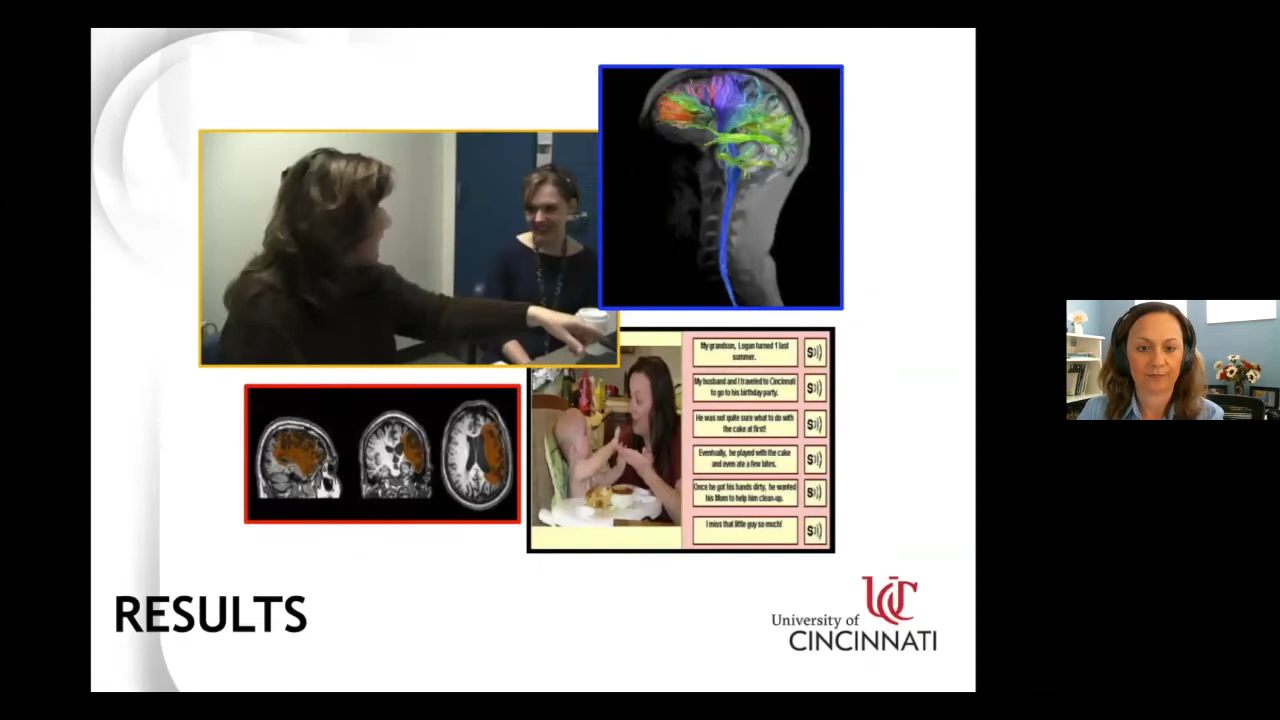 My grandson, Logan turned 1 last
summer.
S
My husband and I traveled to Cincinnati
to go to his birthday party.
S
He was not quite sure what to do with
the cake at first!
S
Eventually, he played with the cake
and even ate a few bites.
S
Once he got his hands dirty, he wanted
his Mom to help him clean-up.
S
I miss that little guy so much!
S
RESULTS
UC
University of
CINCINNATI